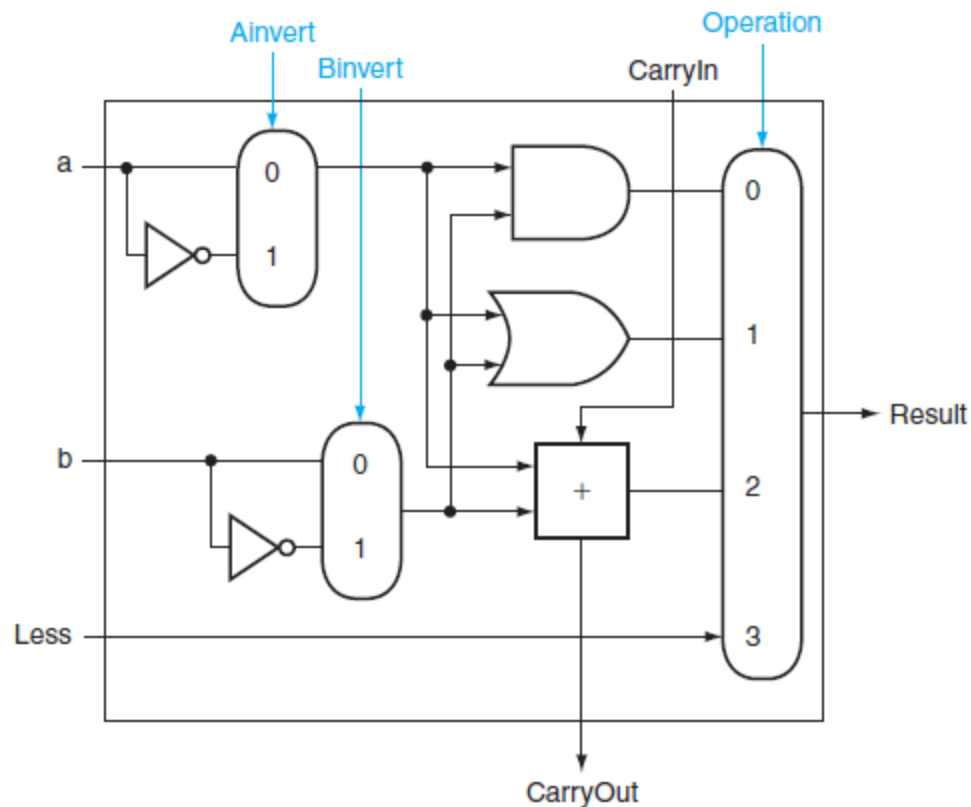 Ainvert
Binvert
Operation
CarryIn
a
0
1
0
1
b
0
1
+
2
Result
Less
3
CarryOut